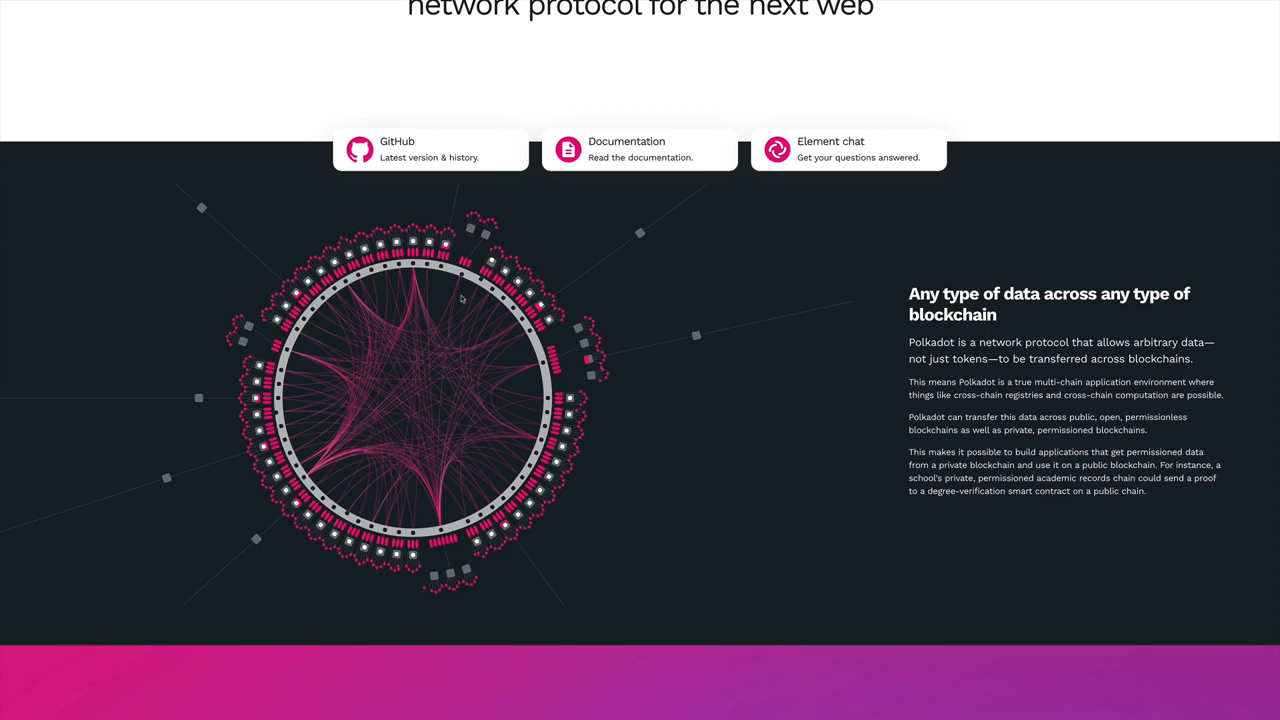 network protocol for the next web
GitHub
Latest version & history.
Documentation
Read the documentation.
Element chat
Get your questions answered.
Any type of data across any type of
blockchain
Polkadot is a network protocol that allows arbitrary data—
not just tokens—to be transferred across blockchains.
This means Polkadot is a true multi-chain application environment where
things like cross-chain registries and cross-chain computation are possible.
Polkadot can transfer this data across public, open, permissionless
blockchains as well as private, permissioned blockchains.
This makes it possible to build applications that get permissioned data
from a private blockchain and use it on a public blockchain. For instance, a
school's private, permissioned academic records chain could send a proof
to a degree-verification smart contract on a public chain.